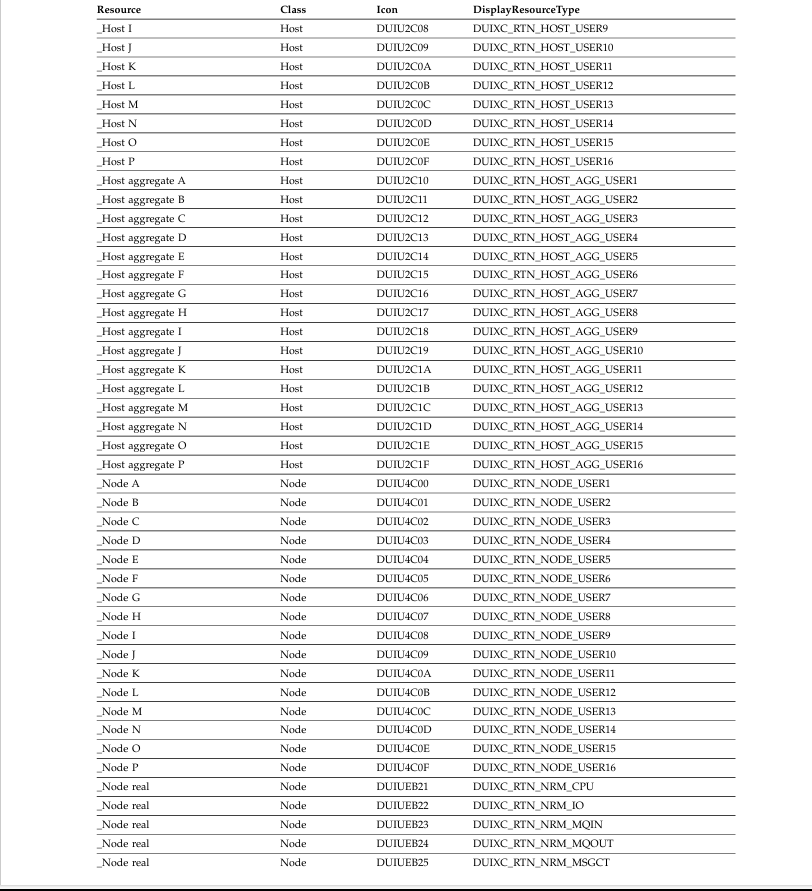 Resource Class Icon DisplayResourceType
_Host I Host DUIU2C08 DUIXC_RTN_HOST_USER9
_Host J Host DUIU2C09 DUIXC_RTN_HOST_USER10
_Host K Host DUIU2C0A DUIXC_RTN_HOST_USER11
_Host L Host DUIU2C0B DUIXC_RTN_HOST_USER12
_Host M Host DUIU2C0C DUIXC_RTN_HOST_USER13
_Host N Host DUIU2C0D DUIXC_RTN_HOST_USER14
_Host O Host DUIU2C0E DUIXC_RTN_HOST_USER15
_Host P Host DUIU2C0F DUIXC_RTN_HOST_USER16
_Host aggregate A Host DUIU2C10 DUIXC_RTN_HOST_AGG_USER1
_Host aggregate B Host DUIU2C11 DUIXC_RTN_HOST_AGG_USER2
_Host aggregate C Host DUIU2C12 DUIXC_RTN_HOST_AGG_USER3
_Host aggregate D Host DUIU2C13 DUIXC_RTN_HOST_AGG_USER4
_Host aggregate E Host DUIU2C14 DUIXC_RTN_HOST_AGG_USER5
_Host aggregate F Host DUIU2C15 DUIXC_RTN_HOST_AGG_USER6
_Host aggregate G Host DUIU2C16 DUIXC_RTN_HOST_AGG_USER7
_Host aggregate H Host DUIU2C17 DUIXC_RTN_HOST_AGG_USER8
_Host aggregate I Host DUIU2C18 DUIXC_RTN_HOST_AGG_USER9
_Host aggregate J Host DUIU2C19 DUIXC_RTN_HOST_AGG_USER10
_Host aggregate K Host DUIU2C1A DUIXC_RTN_HOST_AGG_USER11
_Host aggregate L Host DUIU2C1B DUIXC_RTN_HOST_AGG_USER12
_Host aggregate M Host DUIU2C1C DUIXC_RTN_HOST_AGG_USER13
_Host aggregate N Host DUIU2C1D DUIXC_RTN_HOST_AGG_USER14
_Host aggregate O Host DUIU2C1E DUIXC_RTN_HOST_AGG_USER15
_Host aggregate P Host DUIU2C1F DUIXC_RTN_HOST_AGG_USER16
_Node A Node DUIU4C00 DUIXC_RTN_NODE_USER1
_Node B Node DUIU4C01 DUIXC_RTN_NODE_USER2
_Node C Node DUIU4C02 DUIXC_RTN_NODE_USER3
_Node D Node DUIU4C03 DUIXC_RTN_NODE_USER4
_Node E Node DUIU4C04 DUIXC_RTN_NODE_USER5
_Node F Node DUIU4C05 DUIXC_RTN_NODE_USER6
_Node G Node DUIU4C06 DUIXC_RTN_NODE_USER7
_Node H Node DUIU4C07 DUIXC_RTN_NODE_USER8
_Node I Node DUIU4C08 DUIXC_RTN_NODE_USER9
_Node J Node DUIU4C09 DUIXC_RTN_NODE_USER10
_Node K Node DUIU4C0A DUIXC_RTN_NODE_USER11
_Node L Node DUIU4C0B DUIXC_RTN_NODE_USER12
_Node M Node DUIU4C0C DUIXC_RTN_NODE_USER13
_Node N Node DUIU4C0D DUIXC_RTN_NODE_USER14
_Node O Node DUIU4C0E DUIXC_RTN_NODE_USER15
_Node P Node DUIU4C0F DUIXC_RTN_NODE_USER16
_Node real Node DUIUEB21 DUIXC_RTN_NRM_CPU
_Node real Node DUIUEB22 DUIXC_RTN_NRM_IO
_Node real Node DUIUEB23 DUIXC_RTN_NRM_MQIN
_Node real Node DUIUEB24 DUIXC_RTN_NRM_MQOUT
_Node real Node DUIUEB25 DUIXC_RTN_NRM_MSGCT